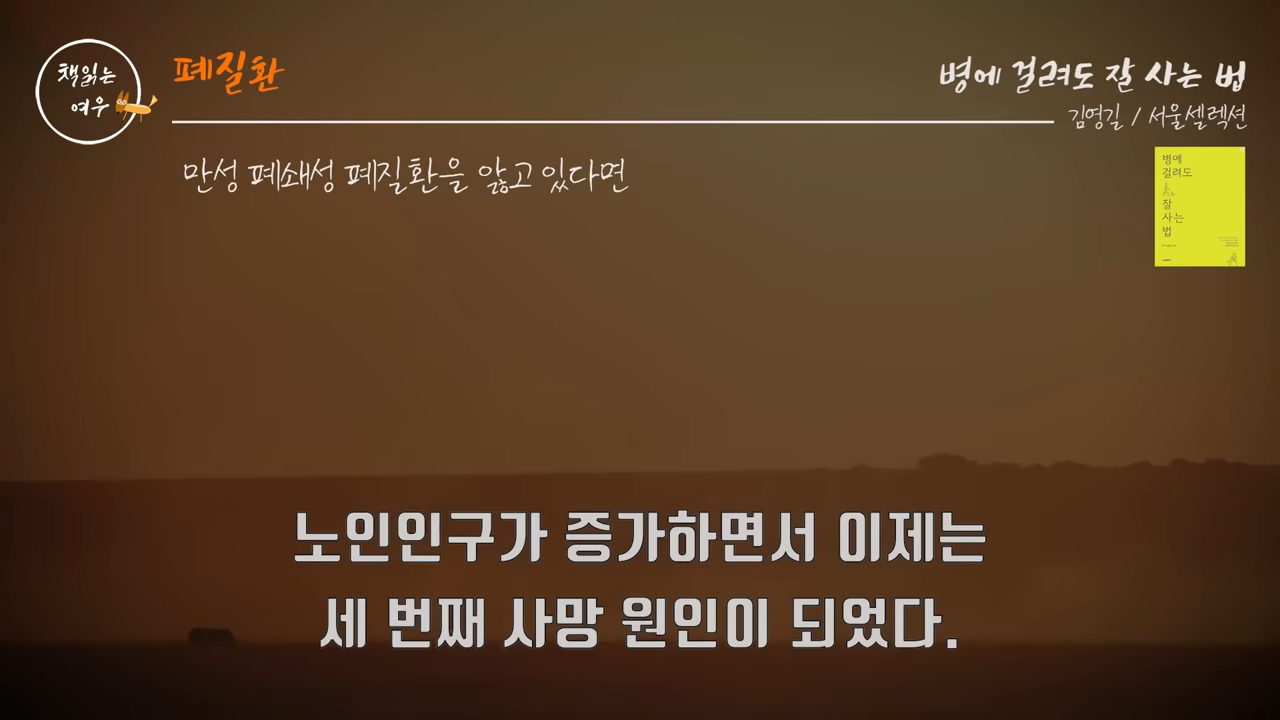 책읽는
여우
폐질환
병에 걸려도 잘 사는 법
김영길 / 서울셀렉션
만성 폐쇄성 폐질환을 앓고 있다면
병에
걸려도
잘
사는
법
노인인구가 증가하면서 이제는
세 번째 사망 원인이 되었다.